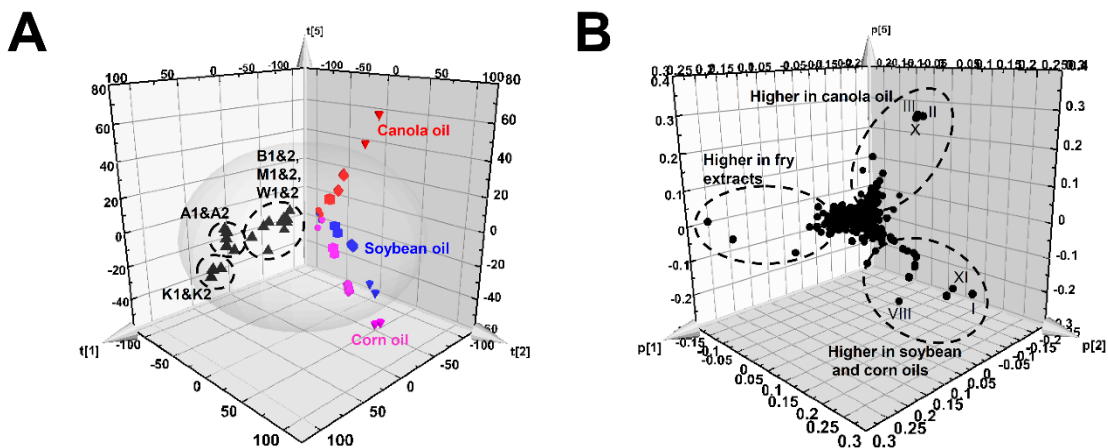 A
B
t[5]
p[5]
100 50 0 -50 -100 -50 0 50 100
80
80
60
60
40
40
20
20
0
0
-20
-20
-40
-40
Canola oil
B1&2,
M1&2,
W1&2
A1&A2
Soybean oil
K1&K2
Corn oil
t[1]
t[2]
-100
-100
-50
-50
0
0
50
50
100
100
Higher in canola oil
III
II
X
Higher in fry
extracts
XI
VIII
Higher in soybean
and corn oils
0.3
0.3
0.2
0.2
0.1
0.1
0
0
-0.1
-0.1
-0.2
-0.2
p[1]
p[2]
-0.15
-0.2
-0.1
-0.15
-0.05
-0.1
0
-0.05
0.05
0
0.1
0.05
0.15
0.1
0.2
0.15
0.25
0.2
0.3
0.25
0.3